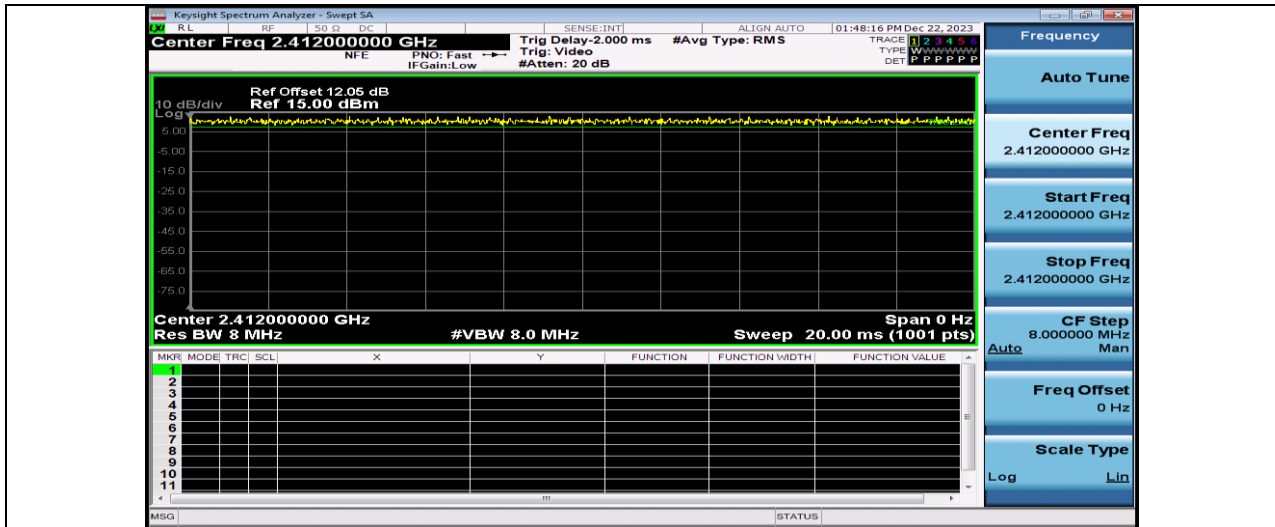 Keysight Spectrum Analyzer - Swept SA
LXI RL RF 50 Ω DC SENSE:INT ALIGN AUTO 01:48:16 PM Dec 22, 2023
Center Freq 2.412000000 GHz Trig Delay-2.000 ms #Avg Type: RMS TRACE 1 2 3 4 5 6
NFE PNO: Fast Trig: Video TYPE WWWWWW
IFGain:Low #Atten: 20 dB DET P P P P P P
Ref Offset 12.05 dB
10 dB/div Ref 15.00 dBm
Log
5.00
-5.00
-15.0
-25.0
-35.0
-45.0
-55.0
-65.0
-75.0
Center 2.412000000 GHz Span 0 Hz
Res BW 8 MHz #VBW 8.0 MHz Sweep 20.00 ms (1001 pts)
MKR MODE TRC SCL X Y FUNCTION FUNCTION WIDTH FUNCTION VALUE
1
2
3
4
5
6
7
8
9
10
11
MSG STATUS
Frequency
Auto Tune
Center Freq
2.412000000 GHz
Start Freq
2.412000000 GHz
Stop Freq
2.412000000 GHz
CF Step
8.000000 MHz
Auto Man
Freq Offset
0 Hz
Scale Type
Log Lin